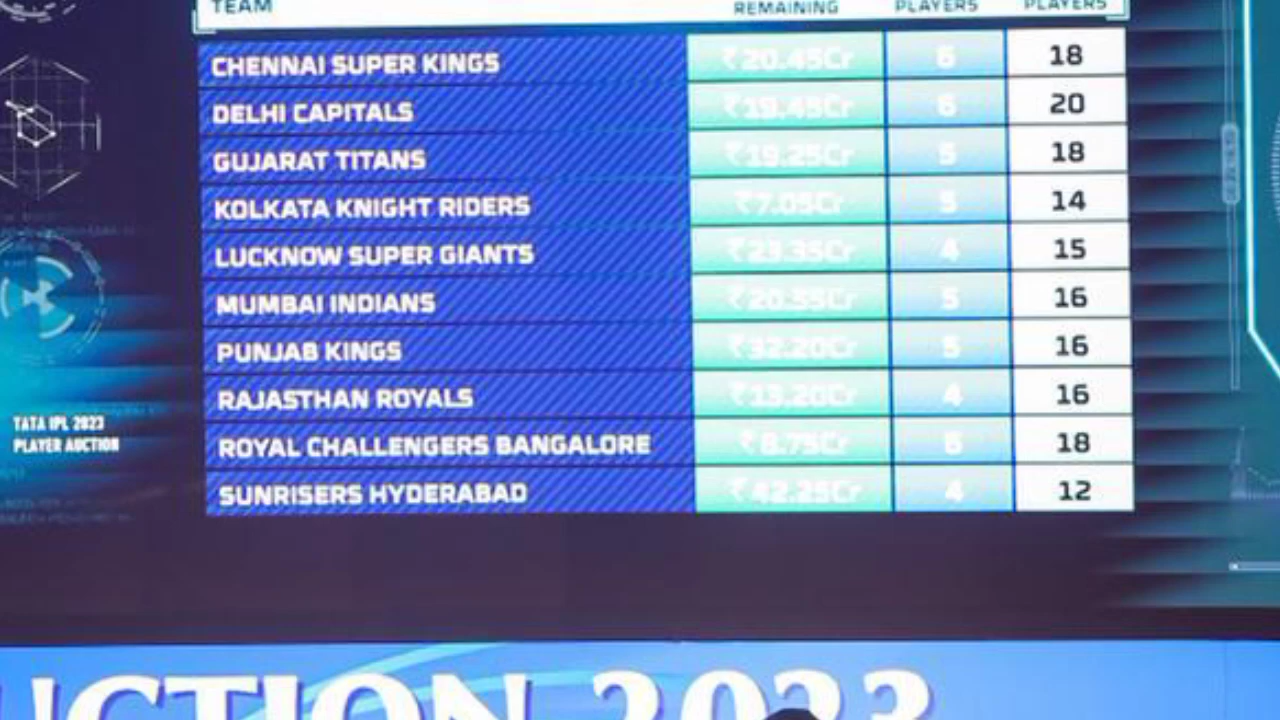 TEAM REMAINING PLAYERS PLAYERS
CHENNAI SUPER KINGS ₹20.45Cr 6 18
DELHI CAPITALS ₹19.45Cr 6 20
GUJARAT TITANS ₹19.25Cr 5 18
KOLKATA KNIGHT RIDERS ₹7.05Cr 5 14
LUCKNOW SUPER GIANTS ₹23.35Cr 4 15
MUMBAI INDIANS ₹20.55Cr 5 16
PUNJAB KINGS ₹32.20Cr 5 16
RAJASTHAN ROYALS ₹13.20Cr 4 16
ROYAL CHALLENGERS BANGALORE ₹8.75Cr 6 18
SUNRISERS HYDERABAD ₹42.25Cr 4 12
TATA IPL 2023
PLAYER AUCTION
UCTION 2023